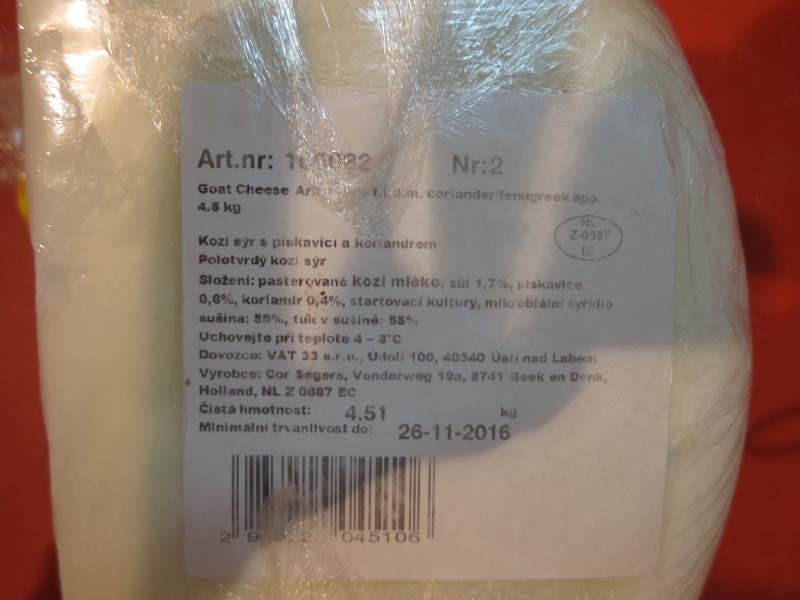 Art.nr: Nr:2
Goat Cheese f.i.d.m. coriander/fenugreek app.
4.5 kg
NL
Z-0887
EC
Kozí sýr s pískavicí a koriandrem
Polotvrdý kozí sýr
Složení: pasterované kozí mléko, sůl 1,7%, pískavice
0,6%, koriandr 0,4%, startovací kultury, mikrobiální syřidlo
sušina: 59%, tuk v sušině: 55%
Uchovejte při teplotě 4 – 8°C
Dovozce: VAT 33 s.r.o., Údolí 100, 40340 Ústí nad Labem
Výrobce: Cor Segers, Vonderweg 19a, 5741 Beek en Donk,
Holland, NL Z 0887 EC
Čistá hmotnost: 4.51 kg
Minimální trvanlivost do: 26-11-2016
045106